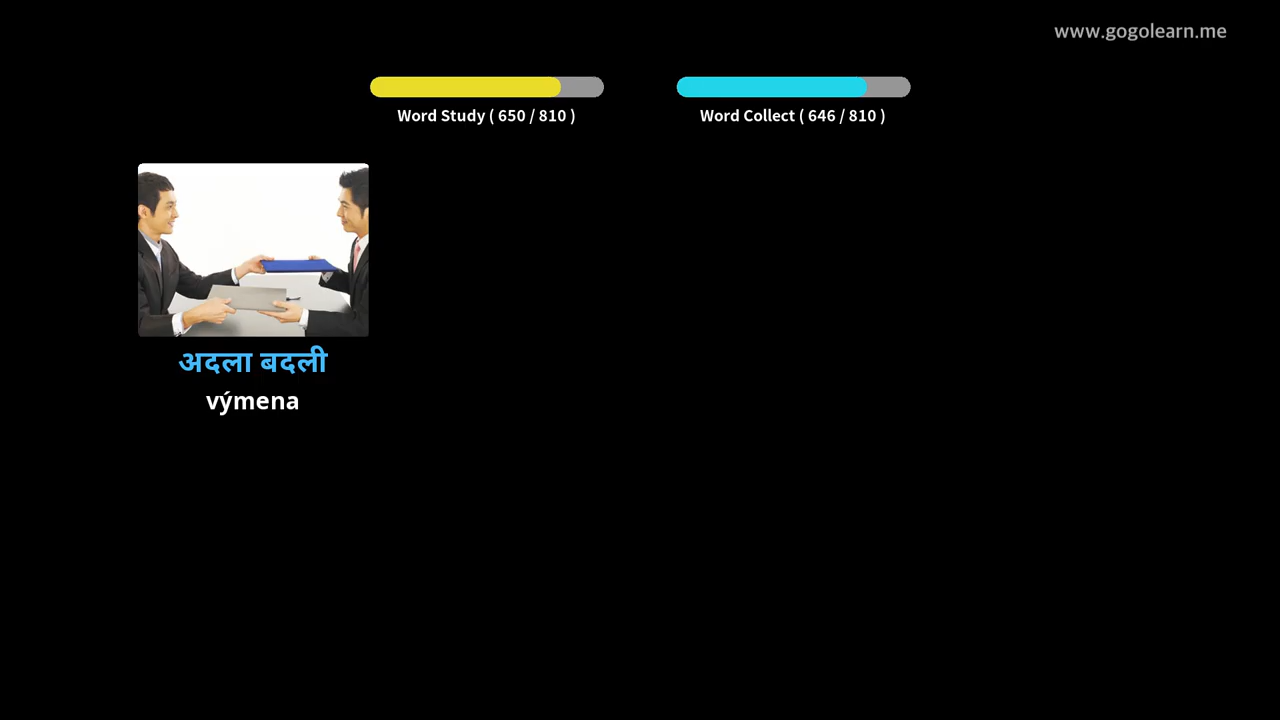 www.gogolearn.me
Word Study ( 650 / 810 )
Word Collect ( 646 / 810 )
अदला बदली
výmena